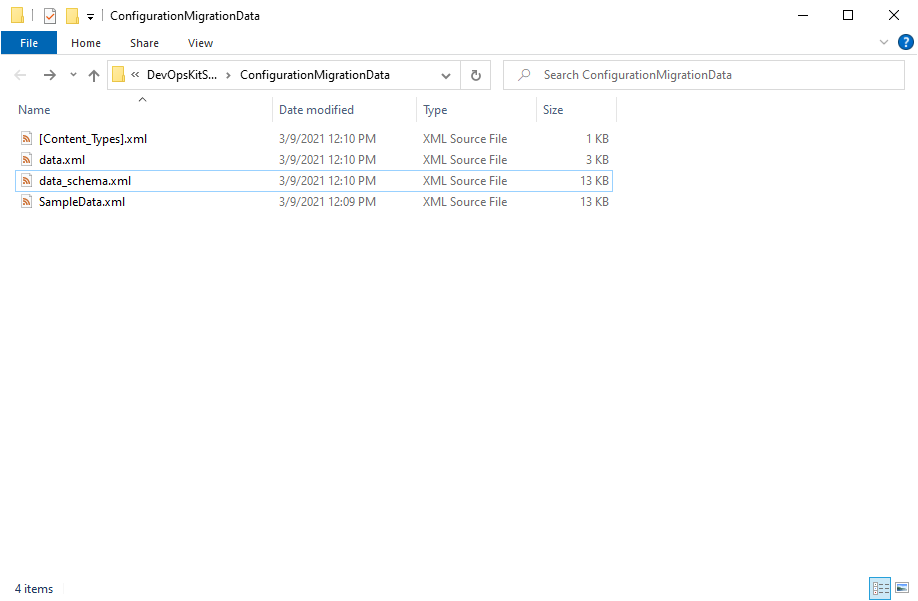 ConfigurationMigrationData
File Home Share View
?
« DevOpsKitS... > ConfigurationMigrationData Search ConfigurationMigrationData
Name Date modified Type Size
[Content_Types].xml 3/9/2021 12:10 PM XML Source File 1 KB
data.xml 3/9/2021 12:10 PM XML Source File 3 KB
data_schema.xml 3/9/2021 12:10 PM XML Source File 13 KB
SampleData.xml 3/9/2021 12:09 PM XML Source File 13 KB
4 items